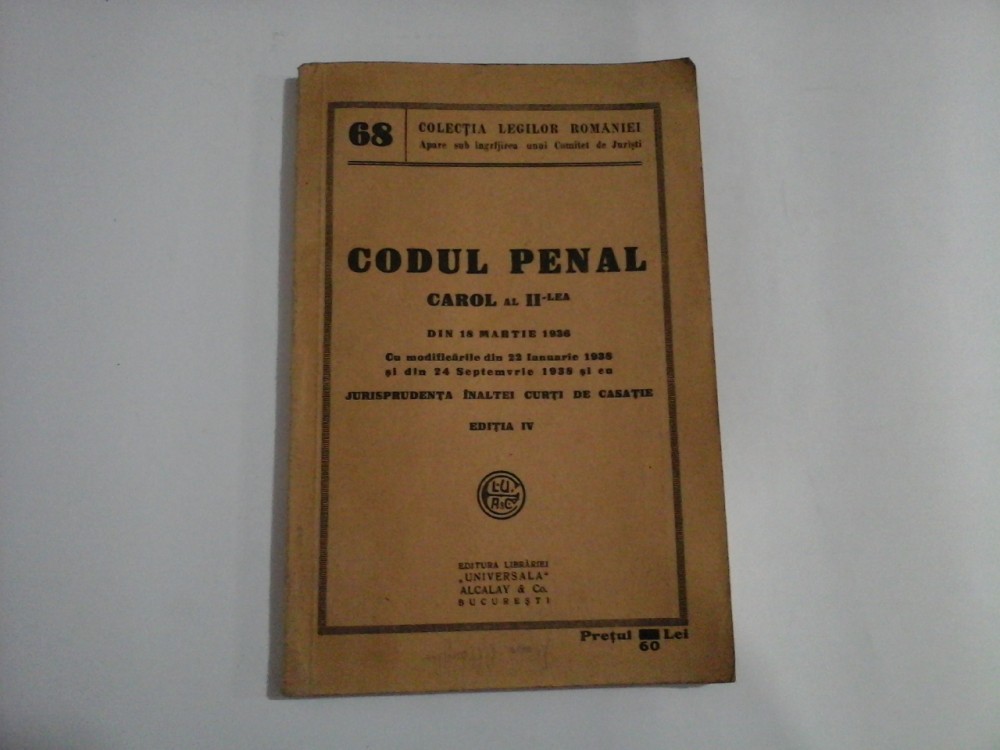 68
COLECȚIA LEGILOR ROMÂNIEI
Apare sub îngrijirea unui Comitet de Juriști
CODUL PENAL
CAROL AL II-LEA
DIN 18 MARTIE 1936
Cu modificările din 22 Ianuarie 1938
și din 24 Septemvrie 1938 și cu
JURISPRUDENȚA ÎNALTEI CURȚI DE CASAȚIE
EDIȚIA IV
L.U.
A&C
EDITURA LIBRĂRIEI
„UNIVERSALA"
ALCALAY & Co.
BUCUREȘTI
Prețul Lei
60